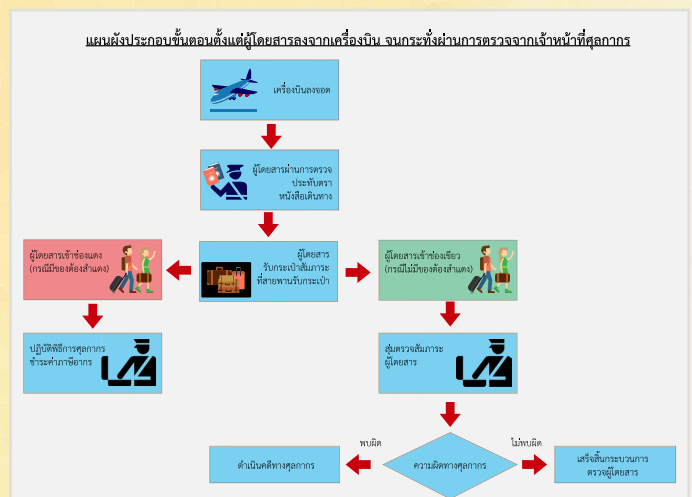 แผนผังประกอบขั้นตอนตั้งแต่ผู้โดยสารลงจากเครื่องบิน จนกระทั่งผ่านการตรวจจากเจ้าหน้าที่ศุลกากร
เครื่องบินลงจอด
ผู้โดยสารผ่านการตรวจ
ประทับตรา
หนังสือเดินทาง
ผู้โดยสารเข้าช่องแดง
(กรณีมีของต้องสำแดง)
ผู้โดยสาร
รับกระเป๋าสัมภาระ
ที่สายพานรับกระเป๋า
ผู้โดยสารเข้าช่องเขียว
(กรณีไม่มีของต้องสำแดง)
ปฏิบัติพิธีการศุลกากร
ชำระค่าภาษีอากร
สุ่มตรวจสัมภาระ
ผู้โดยสาร
พบผิด
ไม่พบผิด
ดำเนินคดีทางศุลกากร
ความผิดทางศุลกากร
เสร็จสิ้นกระบวนการ
ตรวจผู้โดยสาร